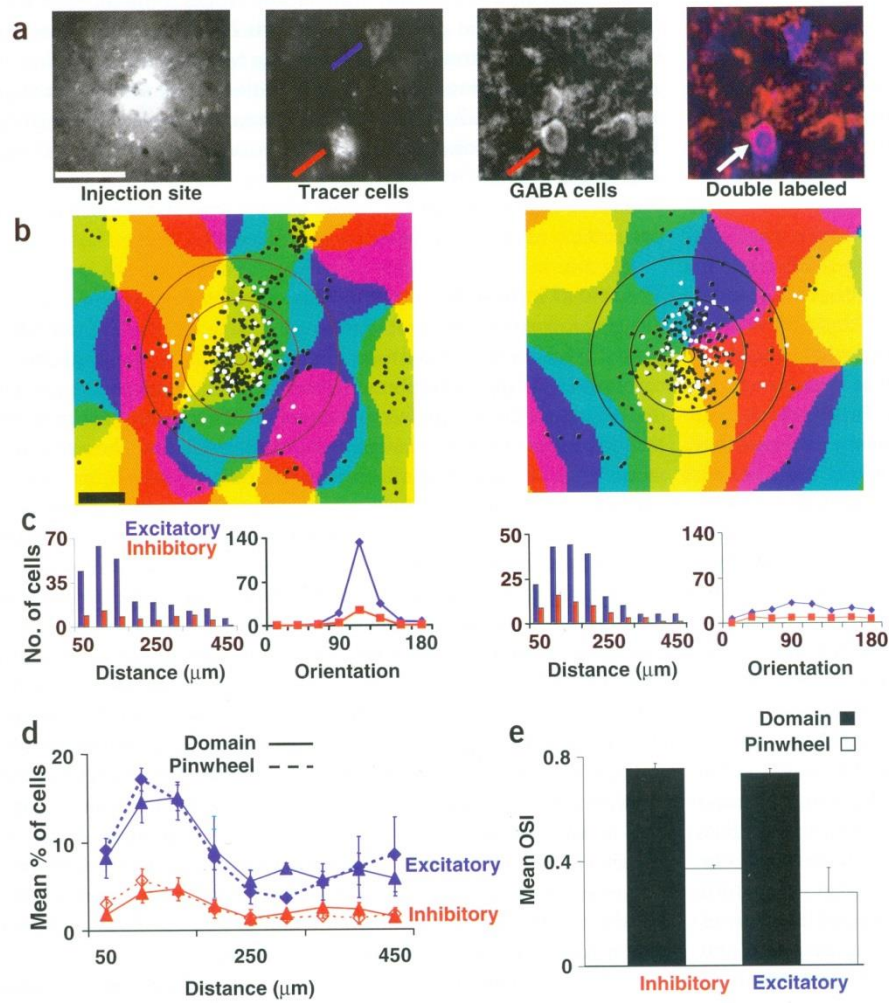 a
Injection site
Tracer cells
GABA cells
Double labeled
b
c
No. of cells
70
35
0
Excitatory
Inhibitory
50
250
450
Distance (μm)
140
70
0
0
90
180
Orientation
50
25
0
50
250
450
Distance (μm)
140
70
0
0
90
180
Orientation
d
Mean % of cells
20
10
0
Domain
Pinwheel
Excitatory
Inhibitory
50
250
450
Distance (μm)
e
Domain
Pinwheel
Mean OSI
0.8
0.4
0
Inhibitory
Excitatory